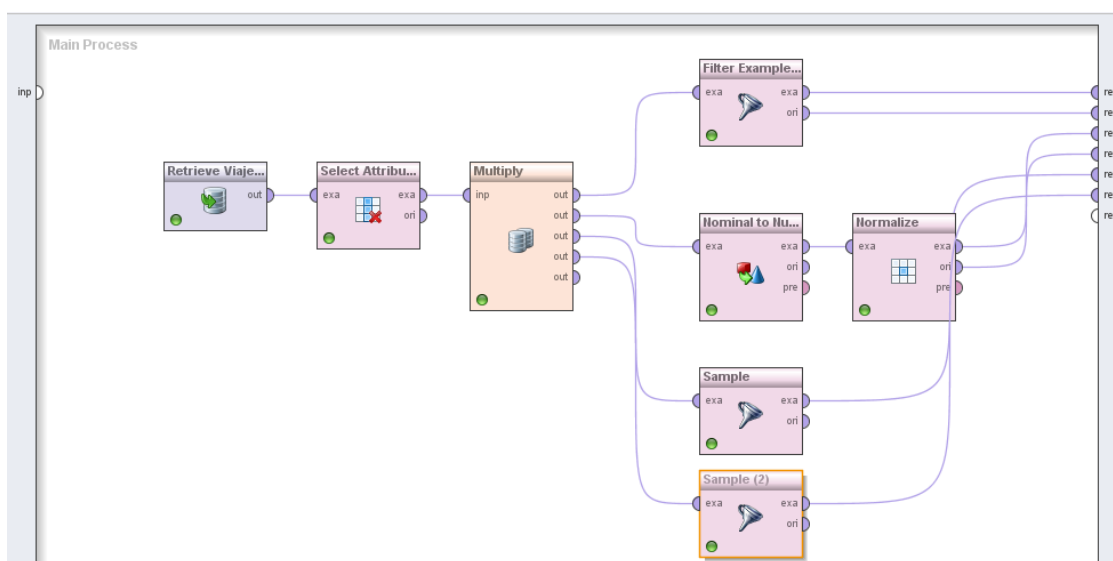 Main Process
inp
Retrieve Viaje...
out
Select Attribu...
exa
exa
ori
Multiply
inp
out
out
out
out
out
Filter Example...
exa
exa
ori
Nominal to Nu...
exa
exa
ori
pre
Normalize
exa
exa
ori
pre
Sample
exa
exa
ori
Sample (2)
exa
exa
ori
re
re
re
re
re
re
re